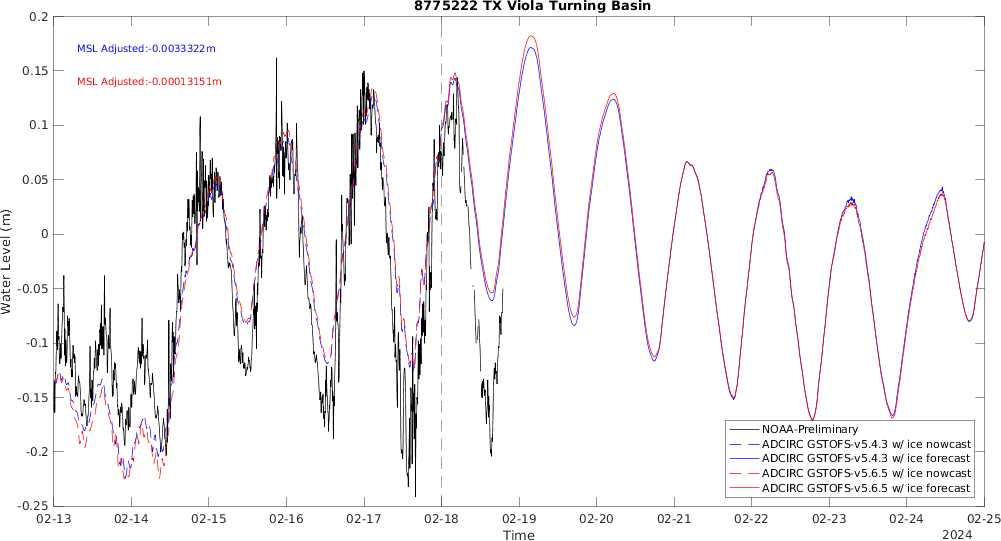 8775222 TX Viola Turning Basin
0.2
0.15
0.1
0.05
0
-0.05
-0.1
-0.15
-0.2
-0.25
Water Level (m)
MSL Adjusted:-0.0033322m
MSL Adjusted:-0.00013151m
NOAA-Preliminary
ADCIRC GSTOFS-v5.4.3 w/ ice nowcast
ADCIRC GSTOFS-v5.4.3 w/ ice forecast
ADCIRC GSTOFS-v5.6.5 w/ ice nowcast
ADCIRC GSTOFS-v5.6.5 w/ ice forecast
02-13 02-14 02-15 02-16 02-17 02-18 02-19 02-20 02-21 02-22 02-23 02-24 02-25
Time
2024